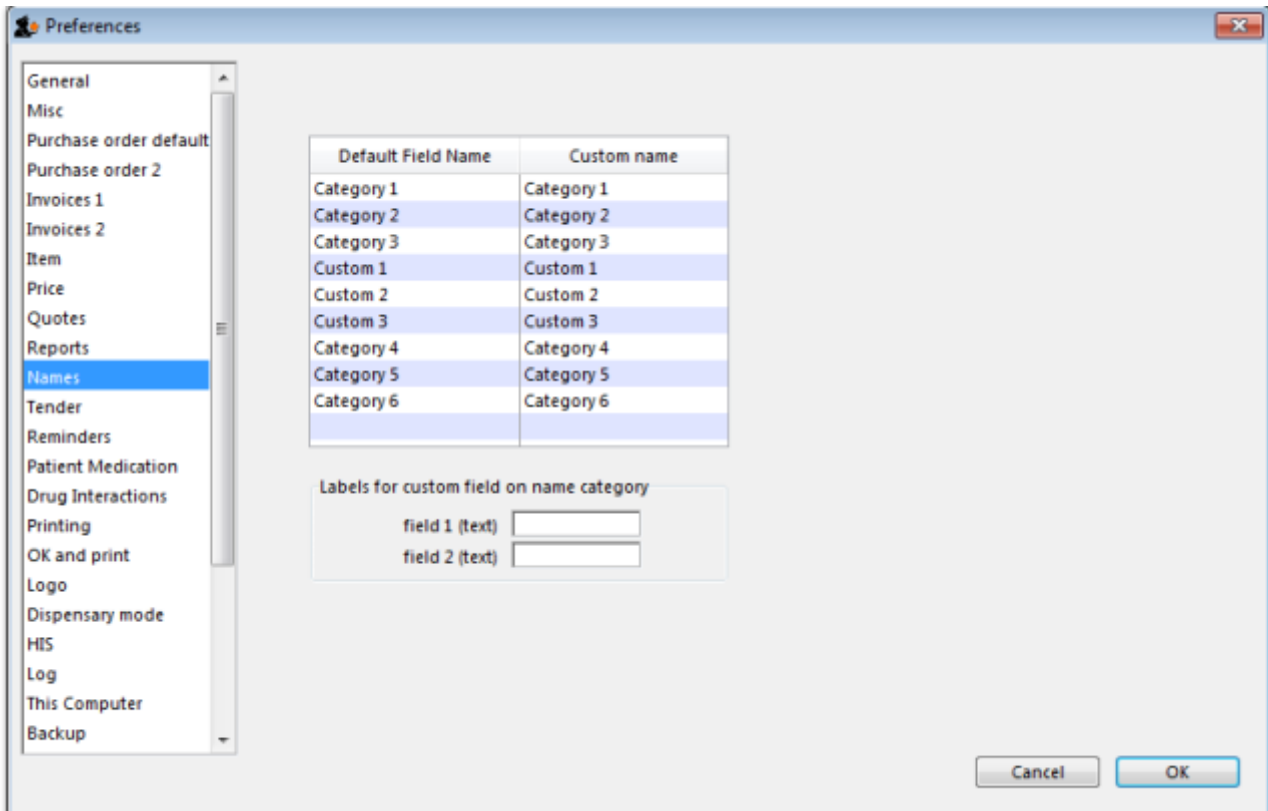 Preferences
General
Misc
Purchase order default
Purchase order 2
Invoices 1
Invoices 2
Item
Price
Quotes
Reports
Names
Tender
Reminders
Patient Medication
Drug Interactions
Printing
OK and print
Logo
Dispensary mode
HIS
Log
This Computer
Backup
Default Field Name Custom name
Category 1 Category 1
Category 2 Category 2
Category 3 Category 3
Custom 1 Custom 1
Custom 2 Custom 2
Custom 3 Custom 3
Category 4 Category 4
Category 5 Category 5
Category 6 Category 6
Labels for custom field on name category
field 1 (text)
field 2 (text)
Cancel OK